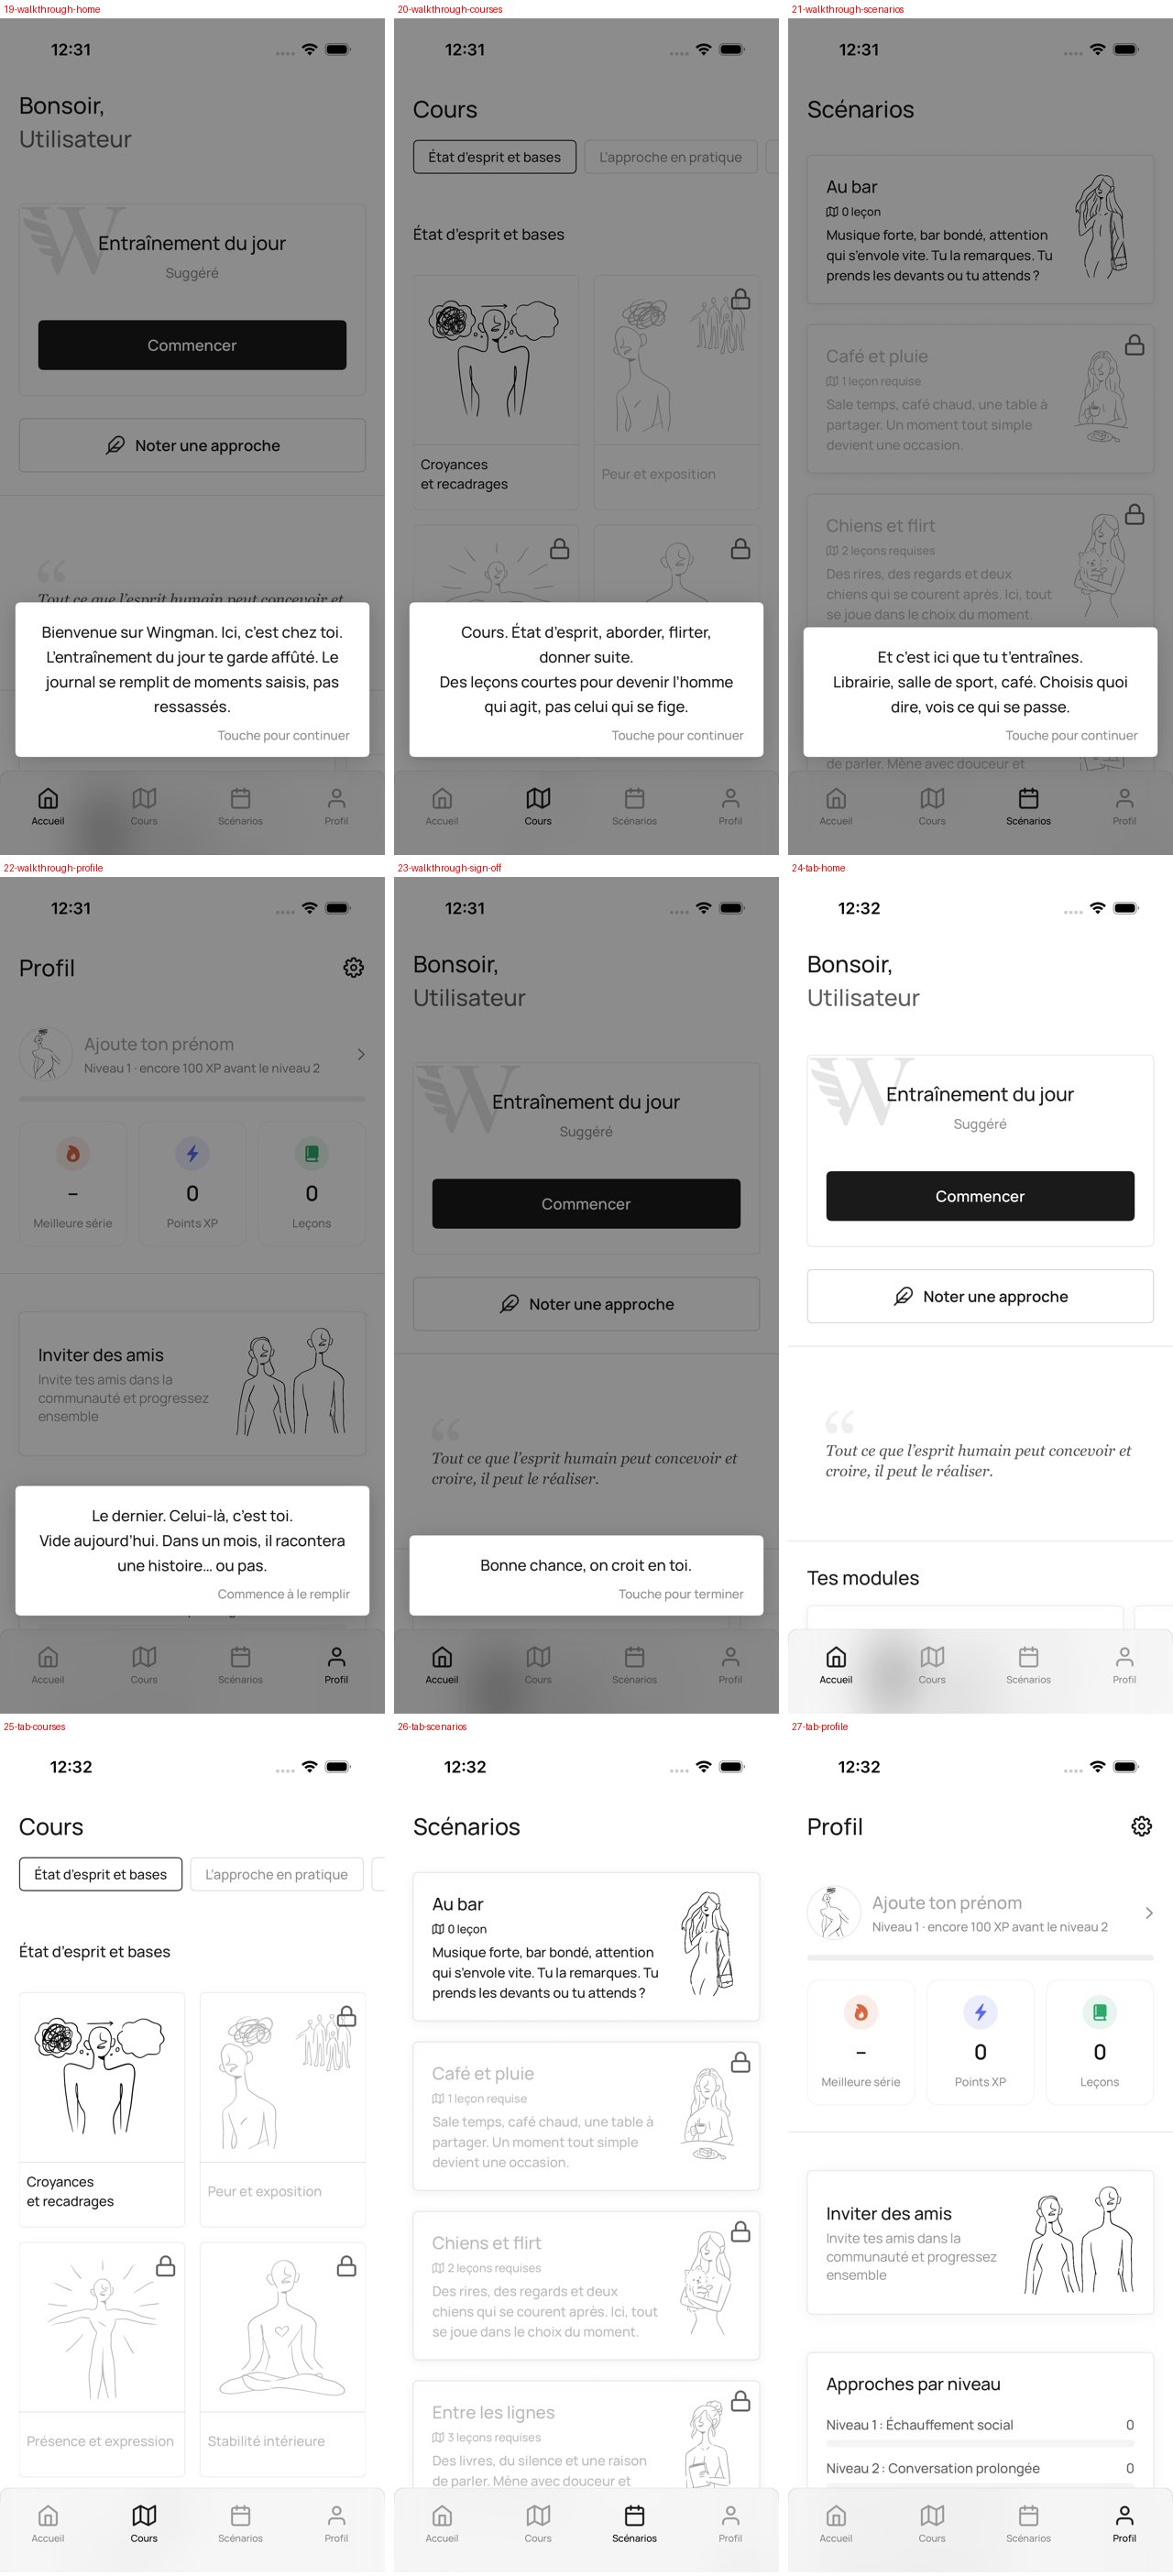 19-walkthrough-home
12:31
Bonsoir,
Utilisateur
W
Entraînement du jour
Suggéré
Commencer
Noter une approche
“
Tout ce que l’esprit humain peut concevoir et
Bienvenue sur Wingman. Ici, c’est chez toi.
L’entraînement du jour te garde affûté. Le
journal se remplit de moments saisis, pas
ressassés.
Touche pour continuer
Accueil
Cours
Scénarios
Profil
20-walkthrough-courses
12:31
Cours
État d’esprit et bases
L’approche en pratique
État d’esprit et bases
Croyances
et recadrages
Peur et exposition
Cours. État d’esprit, aborder, flirter,
donner suite.
Des leçons courtes pour devenir l’homme
qui agit, pas celui qui se fige.
Touche pour continuer
Accueil
Cours
Scénarios
Profil
21-walkthrough-scenarios
12:31
Scénarios
Au bar
0 leçon
Musique forte, bar bondé, attention
qui s’envole vite. Tu la remarques. Tu
prends les devants ou tu attends ?
Café et pluie
1 leçon requise
Sale temps, café chaud, une table à
partager. Un moment tout simple
devient une occasion.
Chiens et flirt
2 leçons requises
Des rires, des regards et deux
chiens qui se courent après. Ici, tout
se joue dans le choix du moment.
Et c’est ici que tu t’entraînes.
Librairie, salle de sport, café. Choisis quoi
dire, vois ce qui se passe.
Touche pour continuer
de parler. Mène avec douceur et
Accueil
Cours
Scénarios
Profil
22-walkthrough-profile
12:31
Profil
Ajoute ton prénom
Niveau 1 · encore 100 XP avant le niveau 2
–
Meilleure série
0
Points XP
0
Leçons
Inviter des amis
Invite tes amis dans la
communauté et progressez
ensemble
Le dernier. Celui-là, c’est toi.
Vide aujourd’hui. Dans un mois, il racontera
une histoire… ou pas.
Commence à le remplir
Accueil
Cours
Scénarios
Profil
23-walkthrough-sign-off
12:31
Bonsoir,
Utilisateur
W
Entraînement du jour
Suggéré
Commencer
Noter une approche
“
Tout ce que l’esprit humain peut concevoir et
croire, il peut le réaliser.
Bonne chance, on croit en toi.
Touche pour terminer
Accueil
Cours
Scénarios
Profil
24-tab-home
12:32
Bonsoir,
Utilisateur
W
Entraînement du jour
Suggéré
Commencer
Noter une approche
“
Tout ce que l’esprit humain peut concevoir et
croire, il peut le réaliser.
Tes modules
Accueil
Cours
Scénarios
Profil
25-tab-courses
12:32
Cours
État d’esprit et bases
L’approche en pratique
État d’esprit et bases
Croyances
et recadrages
Peur et exposition
Présence et expression
Stabilité intérieure
Accueil
Cours
Scénarios
Profil
26-tab-scenarios
12:32
Scénarios
Au bar
0 leçon
Musique forte, bar bondé, attention
qui s’envole vite. Tu la remarques. Tu
prends les devants ou tu attends ?
Café et pluie
1 leçon requise
Sale temps, café chaud, une table à
partager. Un moment tout simple
devient une occasion.
Chiens et flirt
2 leçons requises
Des rires, des regards et deux
chiens qui se courent après. Ici, tout
se joue dans le choix du moment.
Entre les lignes
3 leçons requises
Des livres, du silence et une raison
de parler. Mène avec douceur et
Accueil
Cours
Scénarios
Profil
27-tab-profile
12:32
Profil
Ajoute ton prénom
Niveau 1 · encore 100 XP avant le niveau 2
–
Meilleure série
0
Points XP
0
Leçons
Inviter des amis
Invite tes amis dans la
communauté et progressez
ensemble
Approches par niveau
Niveau 1 : Échauffement social 0
Niveau 2 : Conversation prolongée 0
Accueil
Cours
Scénarios
Profil